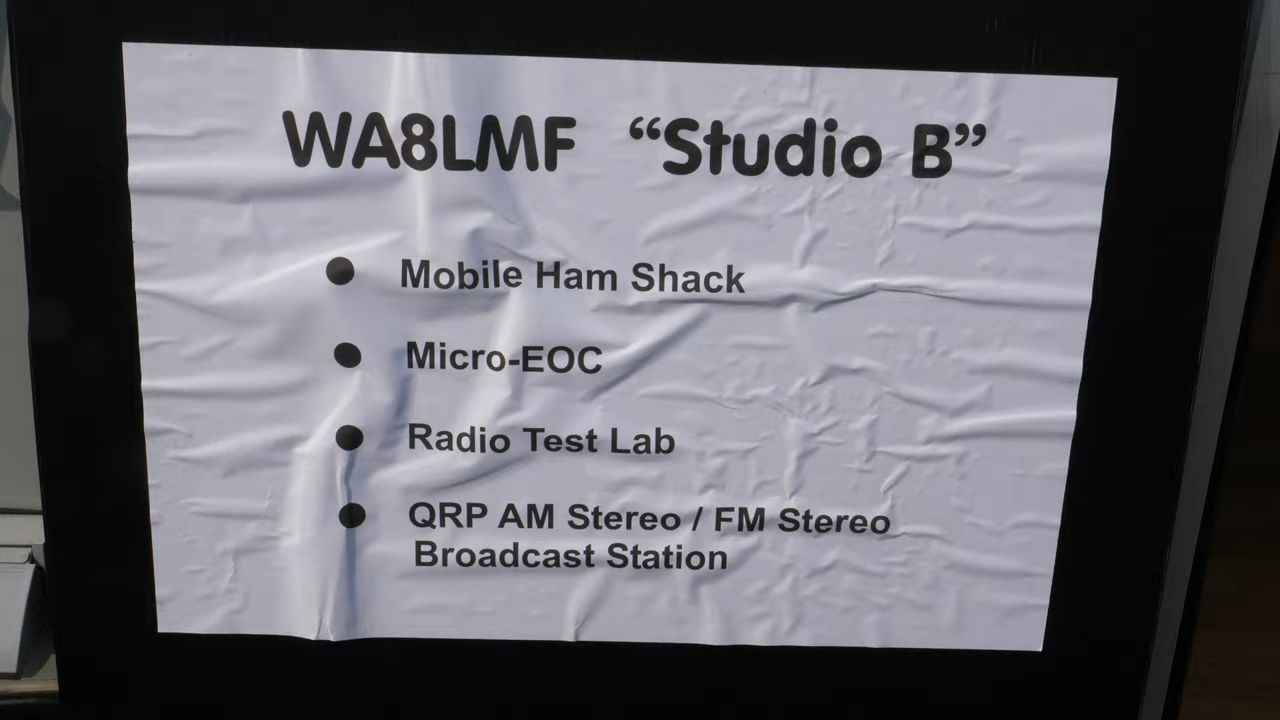 WA8LMF “Studio B”
● Mobile Ham Shack
● Micro-EOC
● Radio Test Lab
● QRP AM Stereo / FM Stereo
Broadcast Station